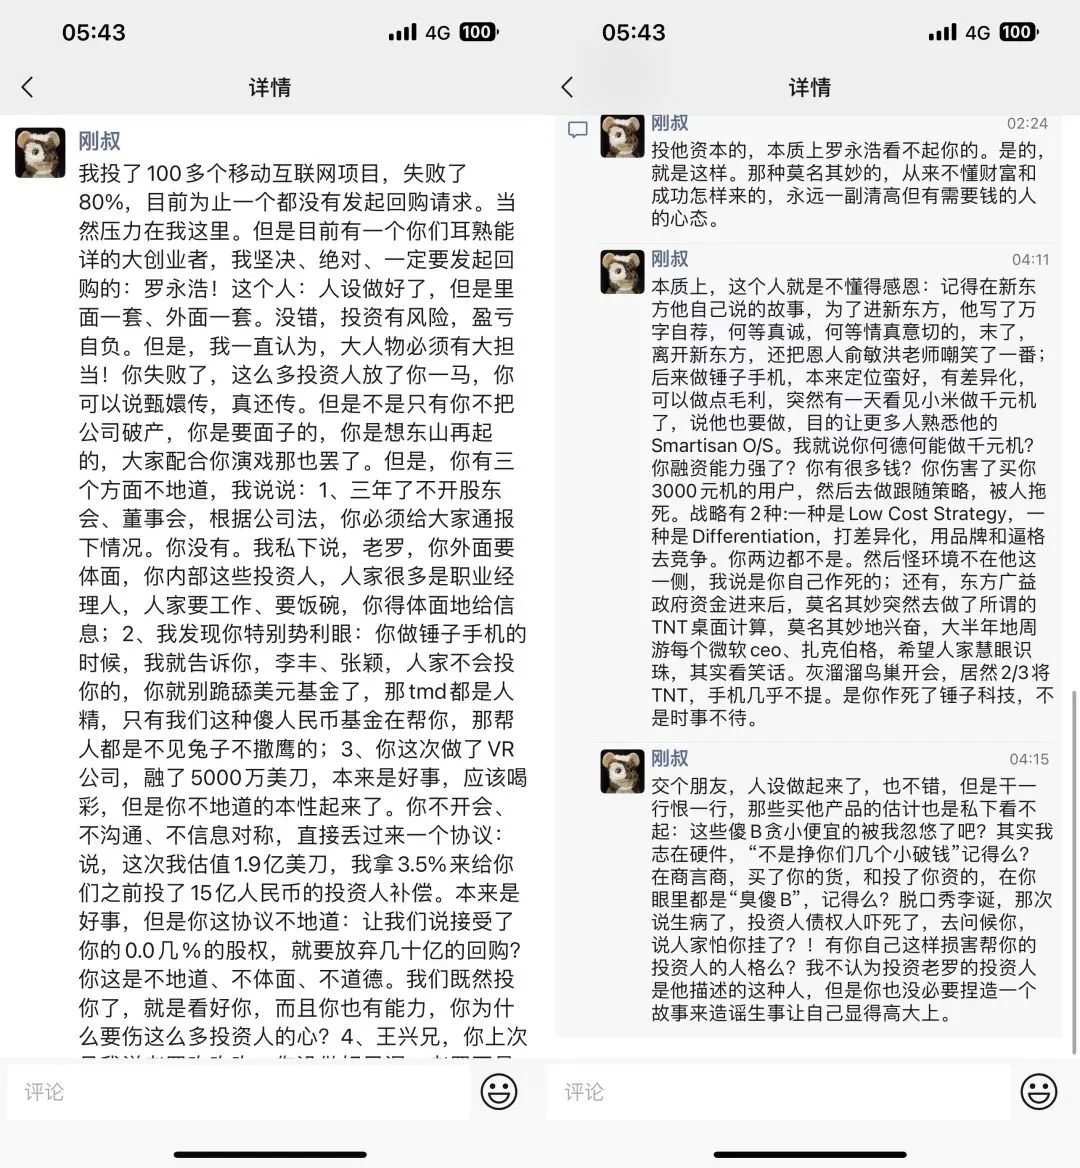 05:43
4G 100
详情
刚叔
我投了100多个移动互联网项目，失败了
80%，目前为止一个都没有发起回购请求。当
然压力在我这里。但是目前有一个你们耳熟能
详的大创业者，我坚决、绝对、一定要发起回
购的：罗永浩！这个人：人设做好了，但是里
面一套、外面一套。没错，投资有风险，盈亏
自负。但是，我一直认为，大人物必须有大担
当！你失败了，这么多投资人放了你一马，你
可以说甄嬛传，真还传。但是不是只有你不把
公司破产，你是要面子的，你是想东山再起
的，大家配合你演戏那也罢了。但是，你有三
个方面不地道，我说说：1、三年了不开股东
会、董事会，根据公司法，你必须给大家通报
下情况。你没有。我私下说，老罗，你外面要
体面，你内部这些投资人，人家很多是职业经
理人，人家要工作、要饭碗，你得体面地给信
息；2、我发现你特别势利眼：你做锤子手机的
时候，我就告诉你，李丰、张颖，人家不会投
你的，你就别跪舔美元基金了，那tmd都是人
精，只有我们这种傻人民币基金在帮你，那帮
人都是不见兔子不撒鹰的；3、你这次做了VR
公司，融了5000万美刀，本来是好事，应该喝
彩，但是你不地道的本性起来了。你不开会、
不沟通、不信息对称，直接丢过来一个协议：
说，这次我估值1.9亿美刀，我拿3.5%来给你
们之前投了15亿人民币的投资人补偿。本来是
好事，但是你这协议不地道：让我们说接受了
你的0.0几%的股权，就要放弃几十亿的回购？
你这是不地道、不体面、不道德。我们既然投
你了，就是看好你，而且你也有能力，你为什
么要伤这么多投资人的心？4、王兴兄，你上次
评论
05:43
4G 100
详情
刚叔
02:24
投他资本的，本质上罗永浩看不起你的。是的，
就是这样。那种莫名其妙的，从来不懂财富和
成功怎样来的，永远一副清高但有需要钱的人
的心态。
刚叔
04:11
本质上，这个人就是不懂得感恩：记得在新东
方他自己说的故事，为了进新东方，他写了万
字自荐，何等真诚，何等情真意切的，末了，
离开新东方，还把恩人俞敏洪老师嘲笑了一番；
后来做锤子手机，本来定位蛮好，有差异化，
可以做点毛利，突然有一天看见小米做千元机
了，说他也要做，目的让更多人熟悉他的
Smartisan O/S。我就说你何德何能做千元机？
你融资能力强了？你有很多钱？你伤害了买你
3000元机的用户，然后去做跟随策略，被人拖
死。战略有2种:一种是Low Cost Strategy，一
种是Differentiation，打差异化，用品牌和逼格
去竞争。你两边都不是。然后怪环境不在他这
一侧，我说是你自己作死的；还有，东方广益
政府资金进来后，莫名其妙突然去做了所谓的
TNT桌面计算，莫名其妙地兴奋，大半年地周
游每个微软ceo、扎克伯格，希望人家慧眼识
珠，其实看笑话。灰溜溜鸟巢开会，居然2/3将
TNT，手机几乎不提。是你作死了锤子科技，不
是时事不待。
刚叔
04:15
交个朋友，人设做起来了，也不错，但是干一
行恨一行，那些买他产品的估计也是私下看不
起：这些傻B贪小便宜的被我忽悠了吧？其实我
志在硬件，“不是挣你们几个小破钱”记得么？
在商言商，买了你的货，和投了你资的，在你
眼里都是“臭傻B”，记得么？脱口秀李诞，那次
说生病了，投资人债权人吓死了，去问候你，
说人家怕你挂了？！有你自己这样损害帮你的
投资人的人格么？我不认为投资老罗的投资人
是他描述的这种人，但是你也没必要捏造一个
故事来造谣生事让自己显得高大上。
评论